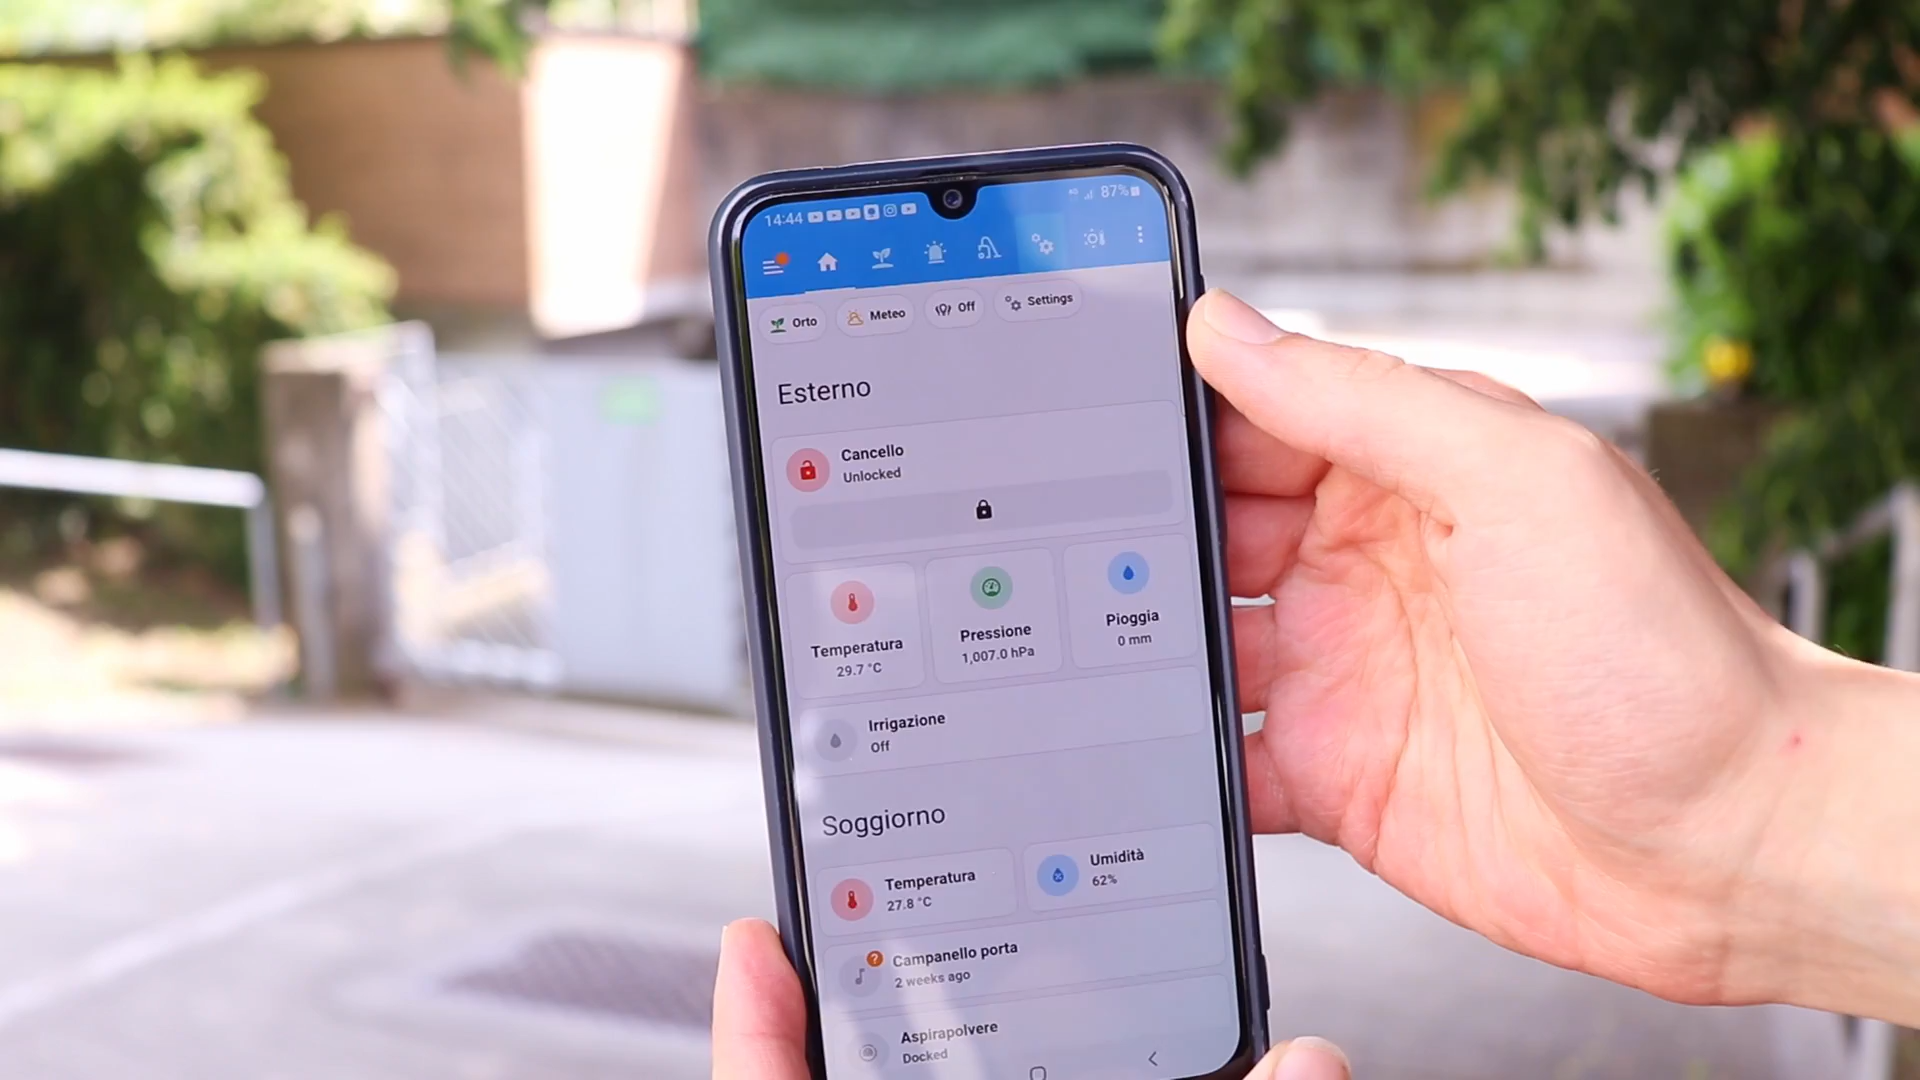 14:44
87%
Orto
Meteo
Off
Settings
Esterno
Cancello
Unlocked
Temperatura
29.7 °C
Pressione
1,007.0 hPa
Pioggia
0 mm
Irrigazione
Off
Soggiorno
Temperatura
27.8 °C
Umidità
62%
?
Campanello porta
2 weeks ago
Aspirapolvere
Docked